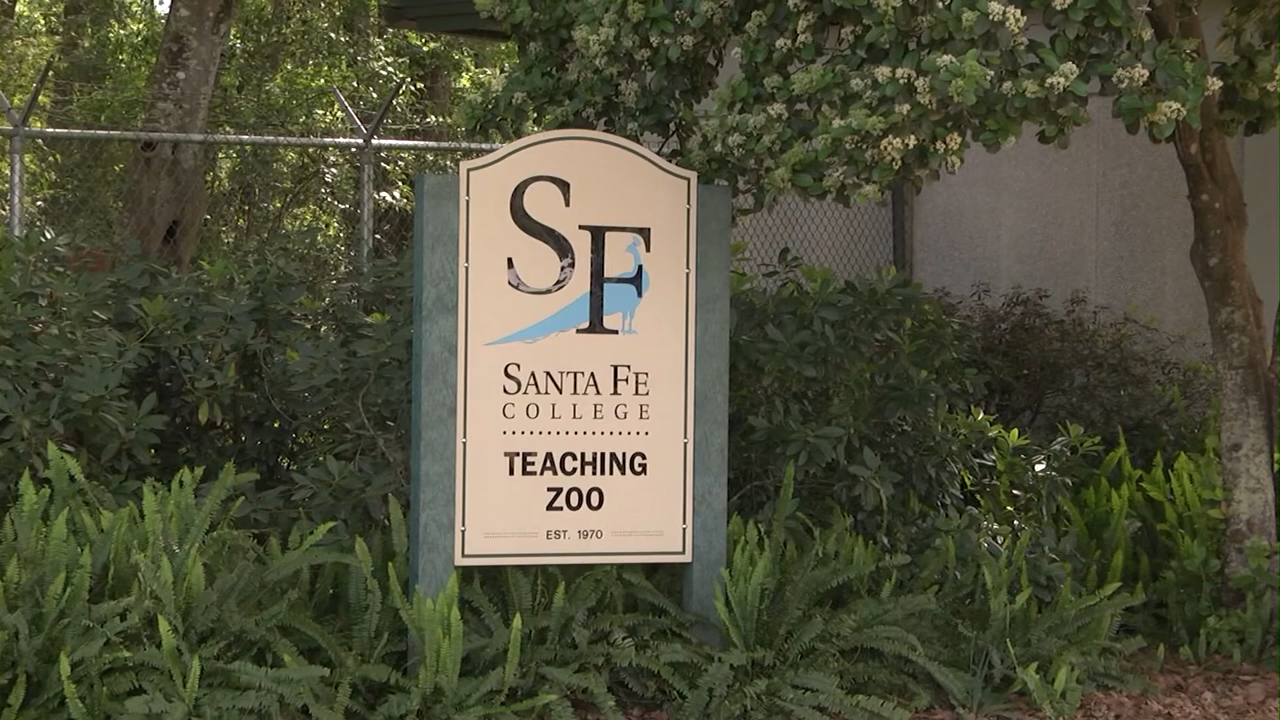 SF
SANTA FE
COLLEGE
TEACHING
ZOO
EST. 1970